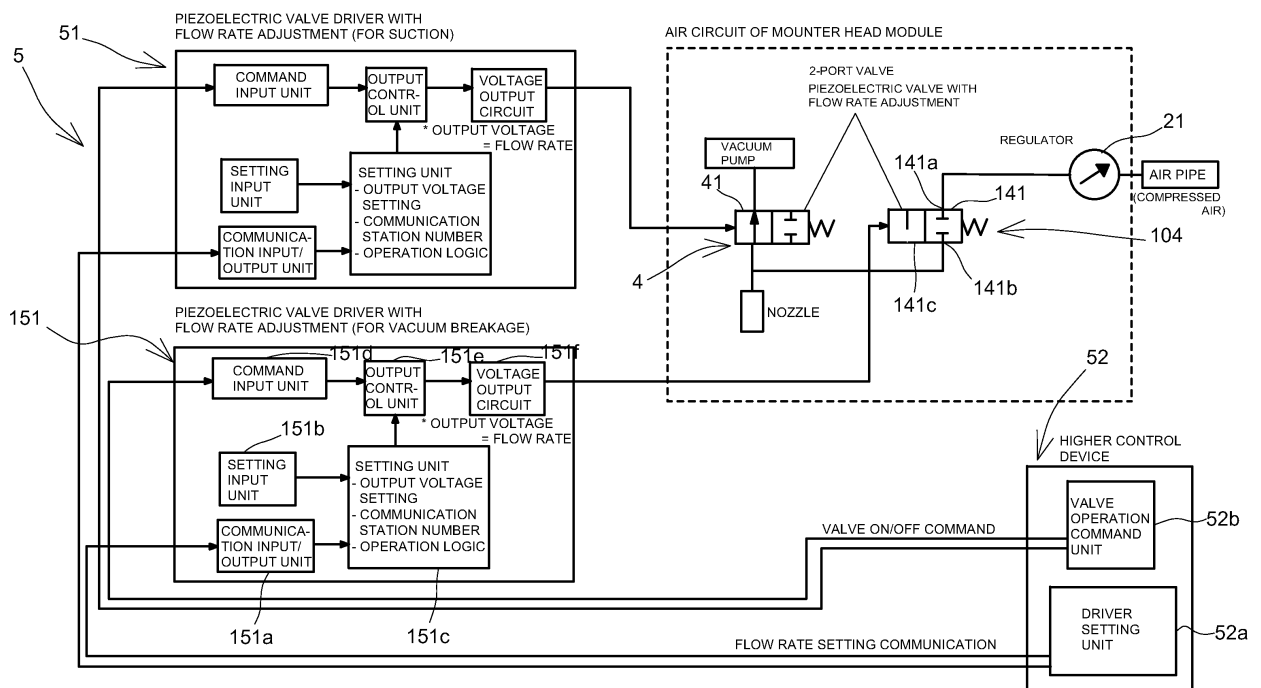 PIEZOELECTRIC VALVE DRIVER WITH
FLOW RATE ADJUSTMENT (FOR SUCTION)
51
5
COMMAND
INPUT UNIT
OUTPUT
CONTR-
OL UNIT
VOLTAGE
OUTPUT
CIRCUIT
* OUTPUT VOLTAGE
= FLOW RATE
SETTING
INPUT
UNIT
SETTING UNIT
- OUTPUT VOLTAGE
SETTING
- COMMUNICATION
STATION NUMBER
- OPERATION LOGIC
COMMUNICA-
TION INPUT/
OUTPUT UNIT
AIR CIRCUIT OF MOUNTER HEAD MODULE
2-PORT VALVE
PIEZOELECTRIC VALVE WITH
FLOW RATE ADJUSTMENT
VACUUM
PUMP
41
4
NOZZLE
REGULATOR
21
141a
141
AIR PIPE
(COMPRESSED
AIR)
104
141c
141b
PIEZOELECTRIC VALVE DRIVER WITH
FLOW RATE ADJUSTMENT (FOR VACUUM BREAKAGE)
151
151d
151e
151f
COMMAND
INPUT UNIT
OUTPUT
CONTR-
OL UNIT
VOLTAGE
OUTPUT
CIRCUIT
* OUTPUT VOLTAGE
= FLOW RATE
151b
SETTING
INPUT
UNIT
SETTING UNIT
- OUTPUT VOLTAGE
SETTING
- COMMUNICATION
STATION NUMBER
- OPERATION LOGIC
COMMUNICA-
TION INPUT/
OUTPUT UNIT
151a
151c
52
HIGHER CONTROL
DEVICE
VALVE
OPERATION
COMMAND
UNIT
52b
VALVE ON/OFF COMMAND
DRIVER
SETTING
UNIT
52a
FLOW RATE SETTING COMMUNICATION